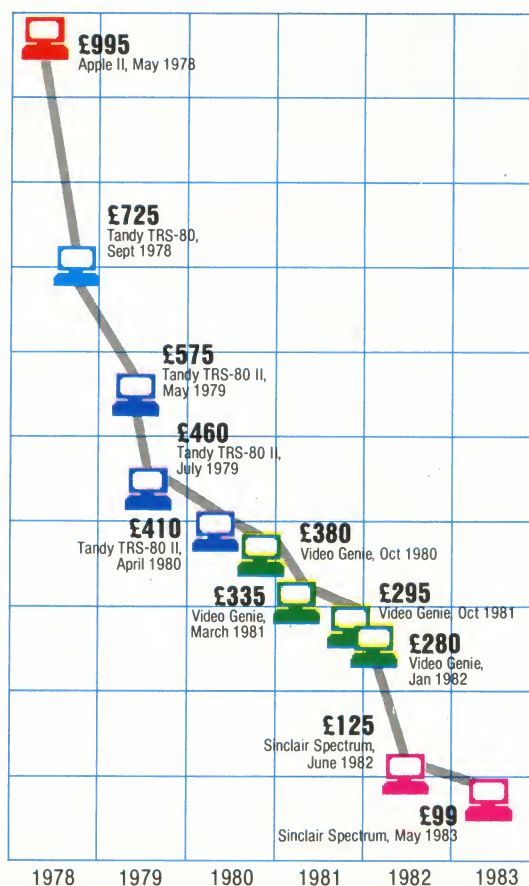 £995
Apple II, May 1978
£725
Tandy TRS-80,
Sept 1978
£575
Tandy TRS-80 II,
May 1979
£460
Tandy TRS-80 II,
July 1979
£410
Tandy TRS-80 II,
April 1980
£380
Video Genie, Oct 1980
£335
Video Genie,
March 1981
£295
Video Genie, Oct 1981
£280
Video Genie,
Jan 1982
£125
Sinclair Spectrum,
June 1982
£99
Sinclair Spectrum, May 1983
1978 1979 1980 1981 1982 1983